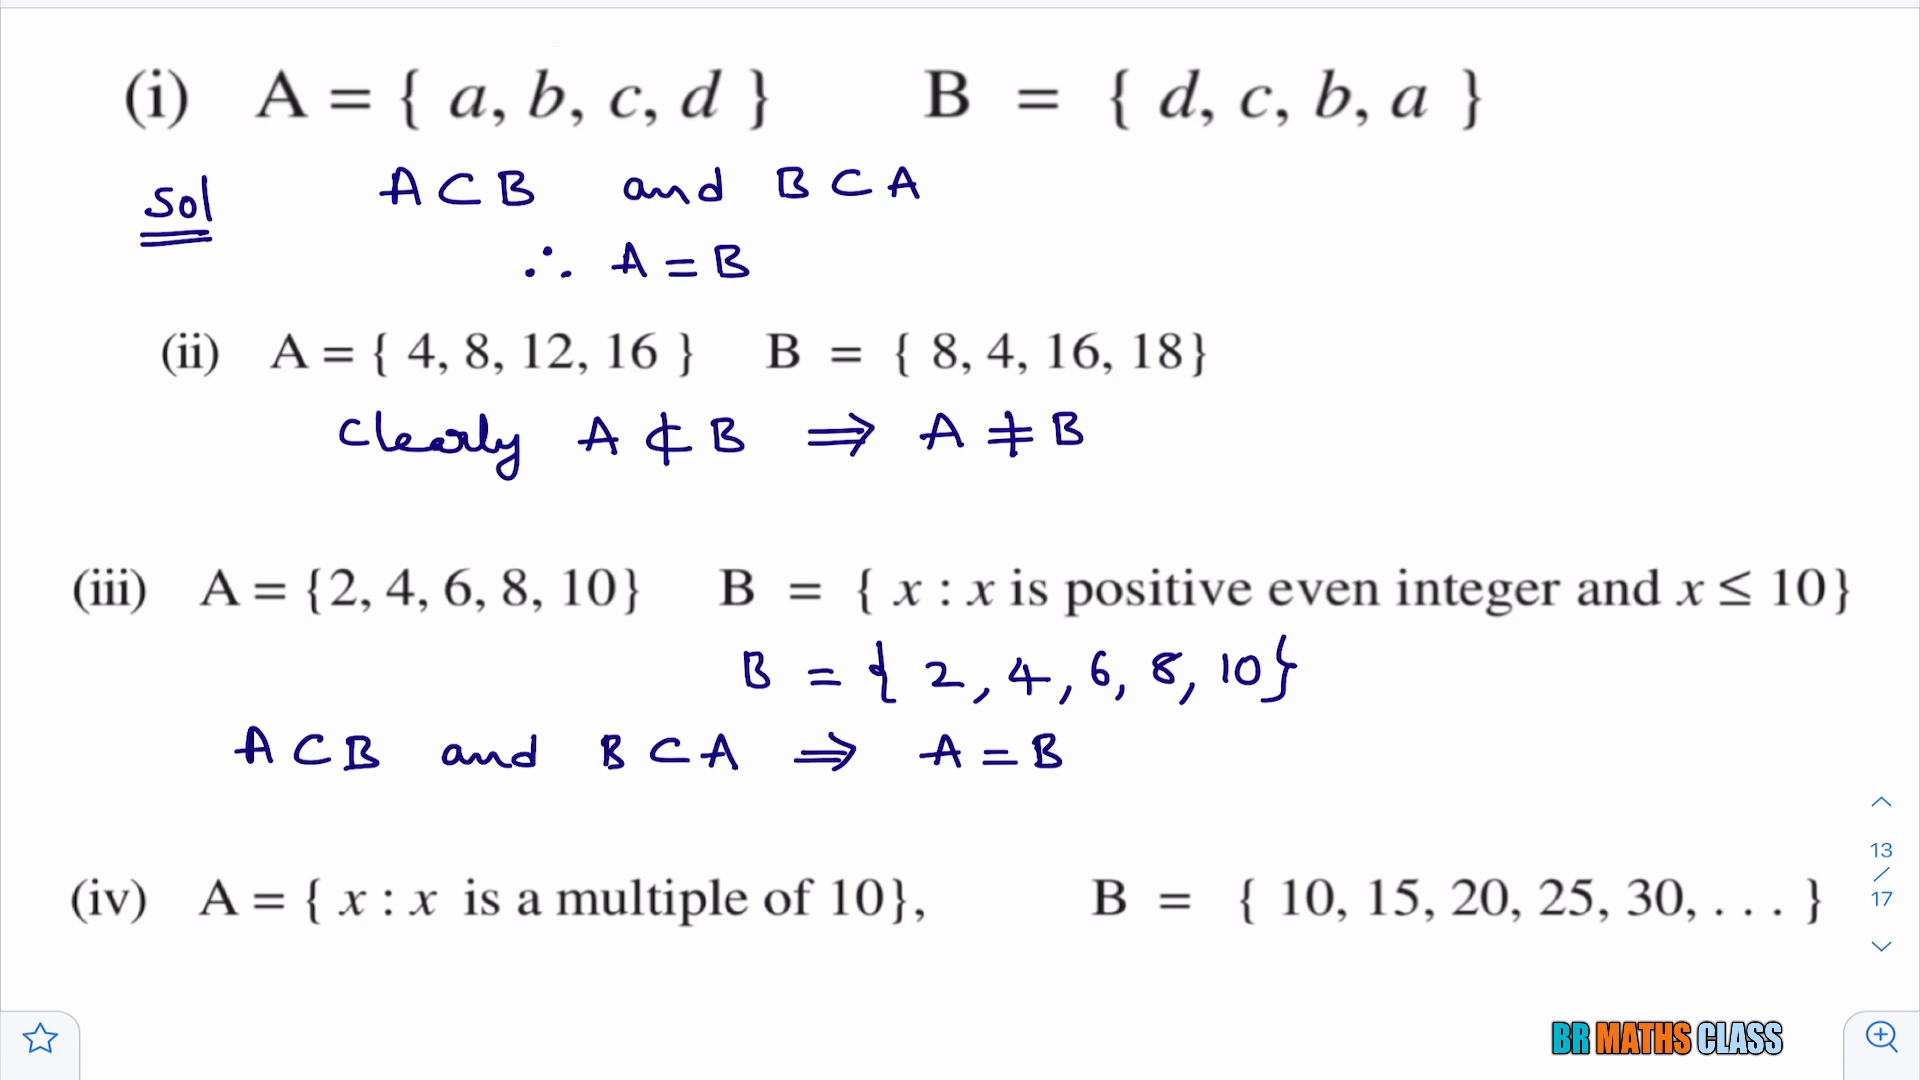 (i) A = { a, b, c, d } B = { d, c, b, a }
Sol A ⊂ B and B ⊂ A
∴ A = B
(ii) A = { 4, 8, 12, 16 } B = { 8, 4, 16, 18}
Clearly A ⊄ B ⇒ A ≠ B
(iii) A = {2, 4, 6, 8, 10} B = { x : x is positive even integer and x ≤ 10}
B = { 2, 4, 6, 8, 10}
A ⊂ B and B ⊂ A ⇒ A = B
(iv) A = { x : x is a multiple of 10}, B = { 10, 15, 20, 25, 30, . . . }
13
/
17
BR MATHS CLASS